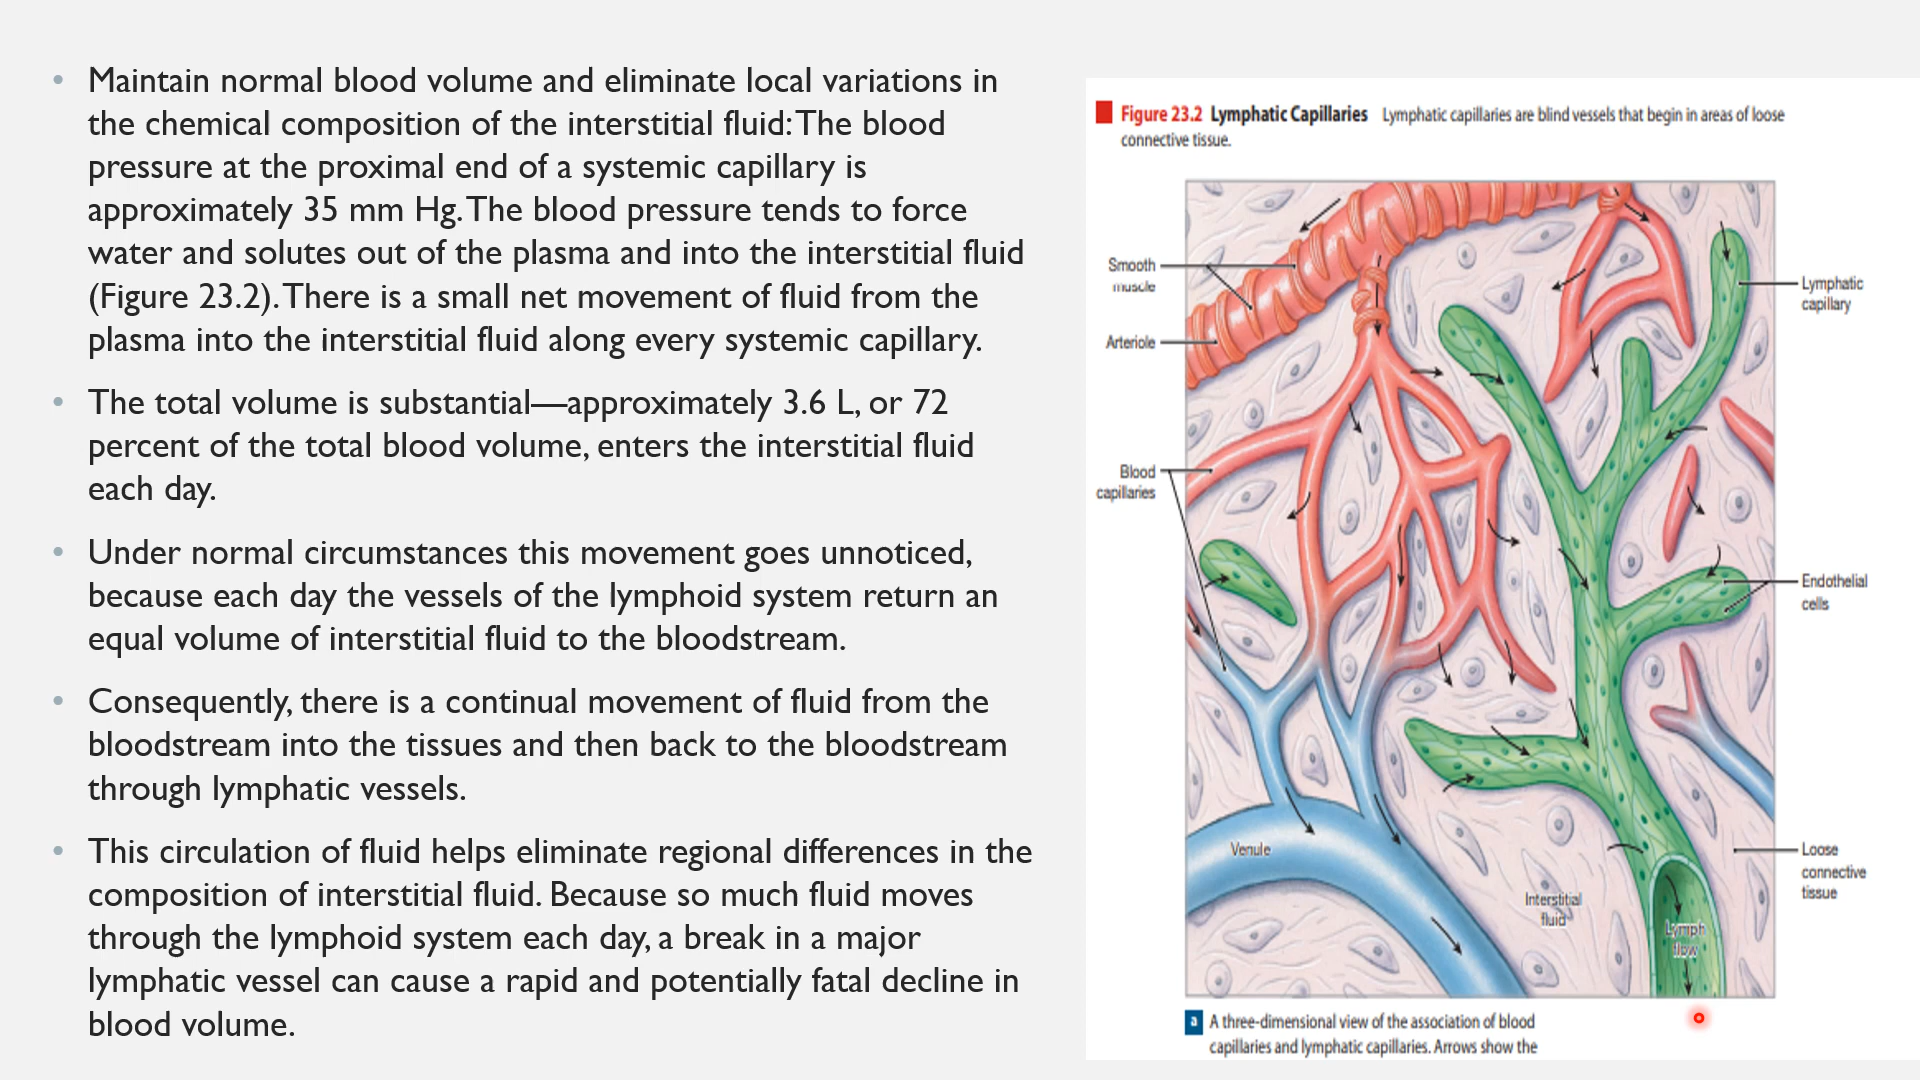 • Maintain normal blood volume and eliminate local variations in
the chemical composition of the interstitial fluid: The blood
pressure at the proximal end of a systemic capillary is
approximately 35 mm Hg. The blood pressure tends to force
water and solutes out of the plasma and into the interstitial fluid
(Figure 23.2). There is a small net movement of fluid from the
plasma into the interstitial fluid along every systemic capillary.
• The total volume is substantial—approximately 3.6 L, or 72
percent of the total blood volume, enters the interstitial fluid
each day.
• Under normal circumstances this movement goes unnoticed,
because each day the vessels of the lymphoid system return an
equal volume of interstitial fluid to the bloodstream.
• Consequently, there is a continual movement of fluid from the
bloodstream into the tissues and then back to the bloodstream
through lymphatic vessels.
• This circulation of fluid helps eliminate regional differences in the
composition of interstitial fluid. Because so much fluid moves
through the lymphoid system each day, a break in a major
lymphatic vessel can cause a rapid and potentially fatal decline in
blood volume.
Figure 23.2 Lymphatic Capillaries Lymphatic capillaries are blind vessels that begin in areas of loose
connective tissue.
Smooth
muscle
Arteriole
Blood
capillaries
Lymphatic
capillary
Endothelial
cells
Loose
connective
tissue
Venule
Interstitial
fluid
Lymph
flow
a A three-dimensional view of the association of blood
capillaries and lymphatic capillaries. Arrows show the